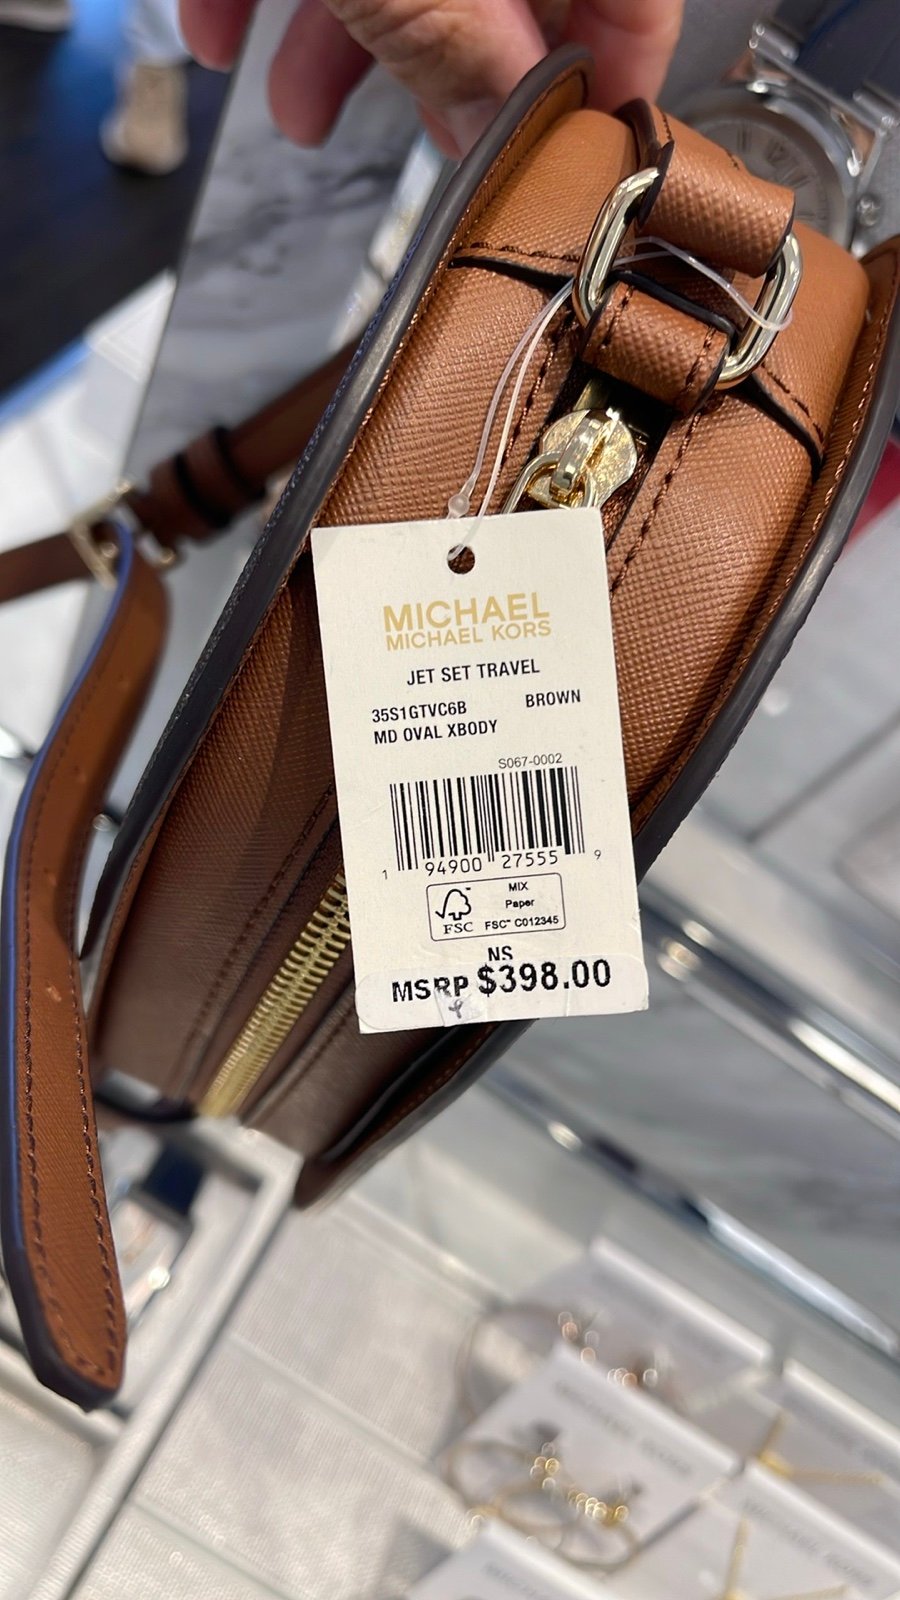 MICHAEL
MICHAEL KORS
JET SET TRAVEL
35S1GTVC6B BROWN
MD OVAL XBODY
S067-0002
1 94900 27555 9
FSC
MIX
Paper
FSC™ C012345
NS
MSRP $398.00